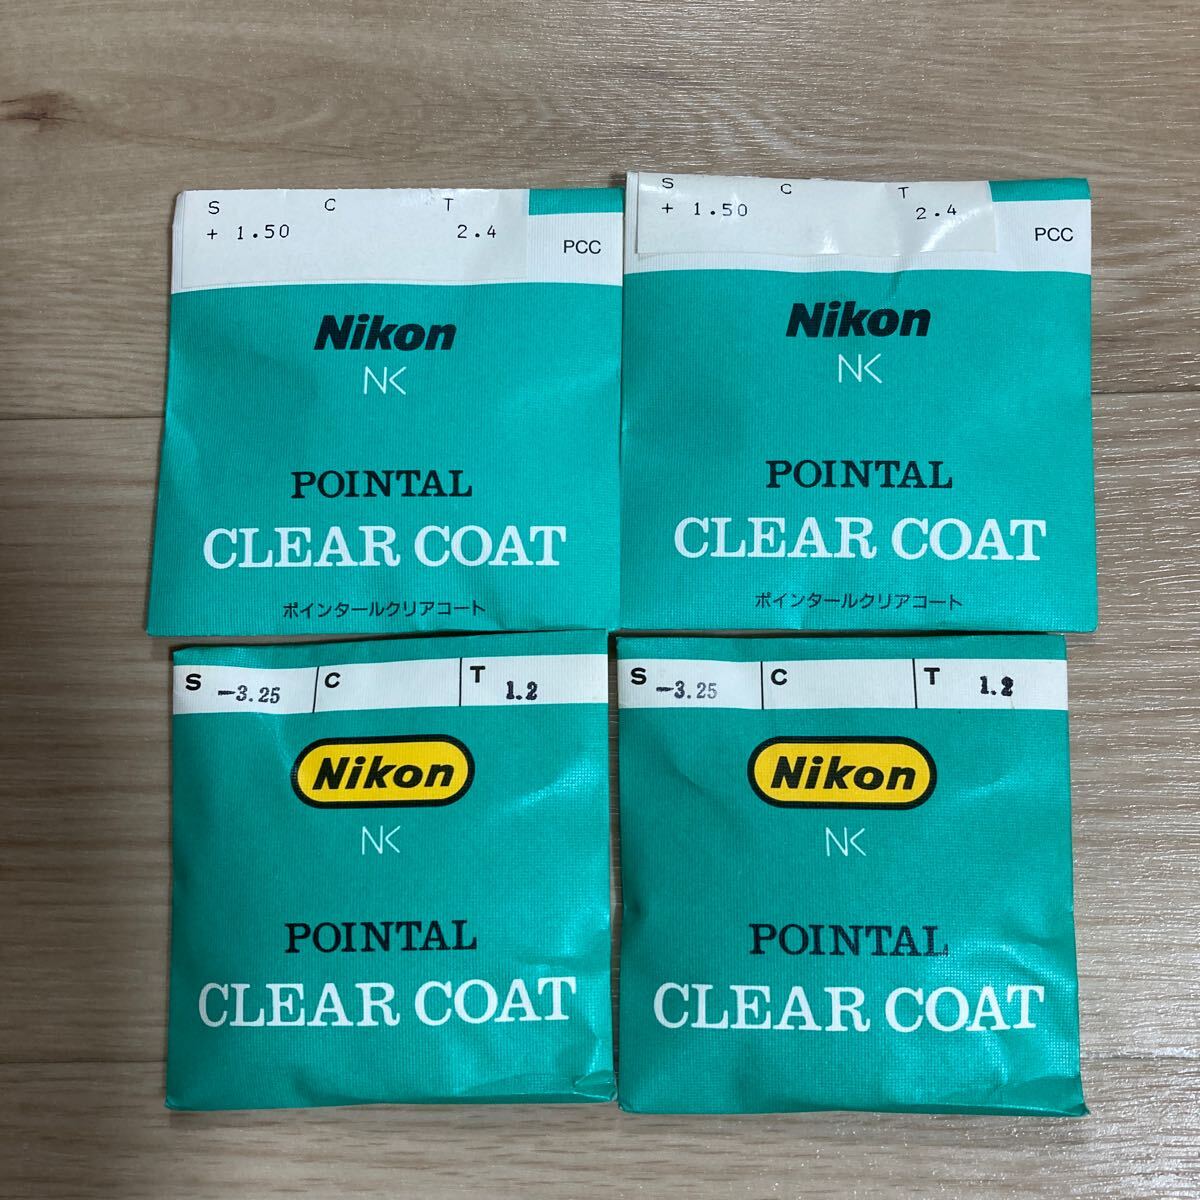 S C T
+ 1.50 2.4
PCC
Nikon
NK
POINTAL
CLEAR COAT
ポインタールクリアコート
S C T
+ 1.50 2.4
PCC
Nikon
NK
POINTAL
CLEAR COAT
ポインタールクリアコート
S -3.25 C T 1.2
Nikon
NK
POINTAL
CLEAR COAT
S -3.25 C T 1.2
Nikon
NK
POINTAL
CLEAR COAT